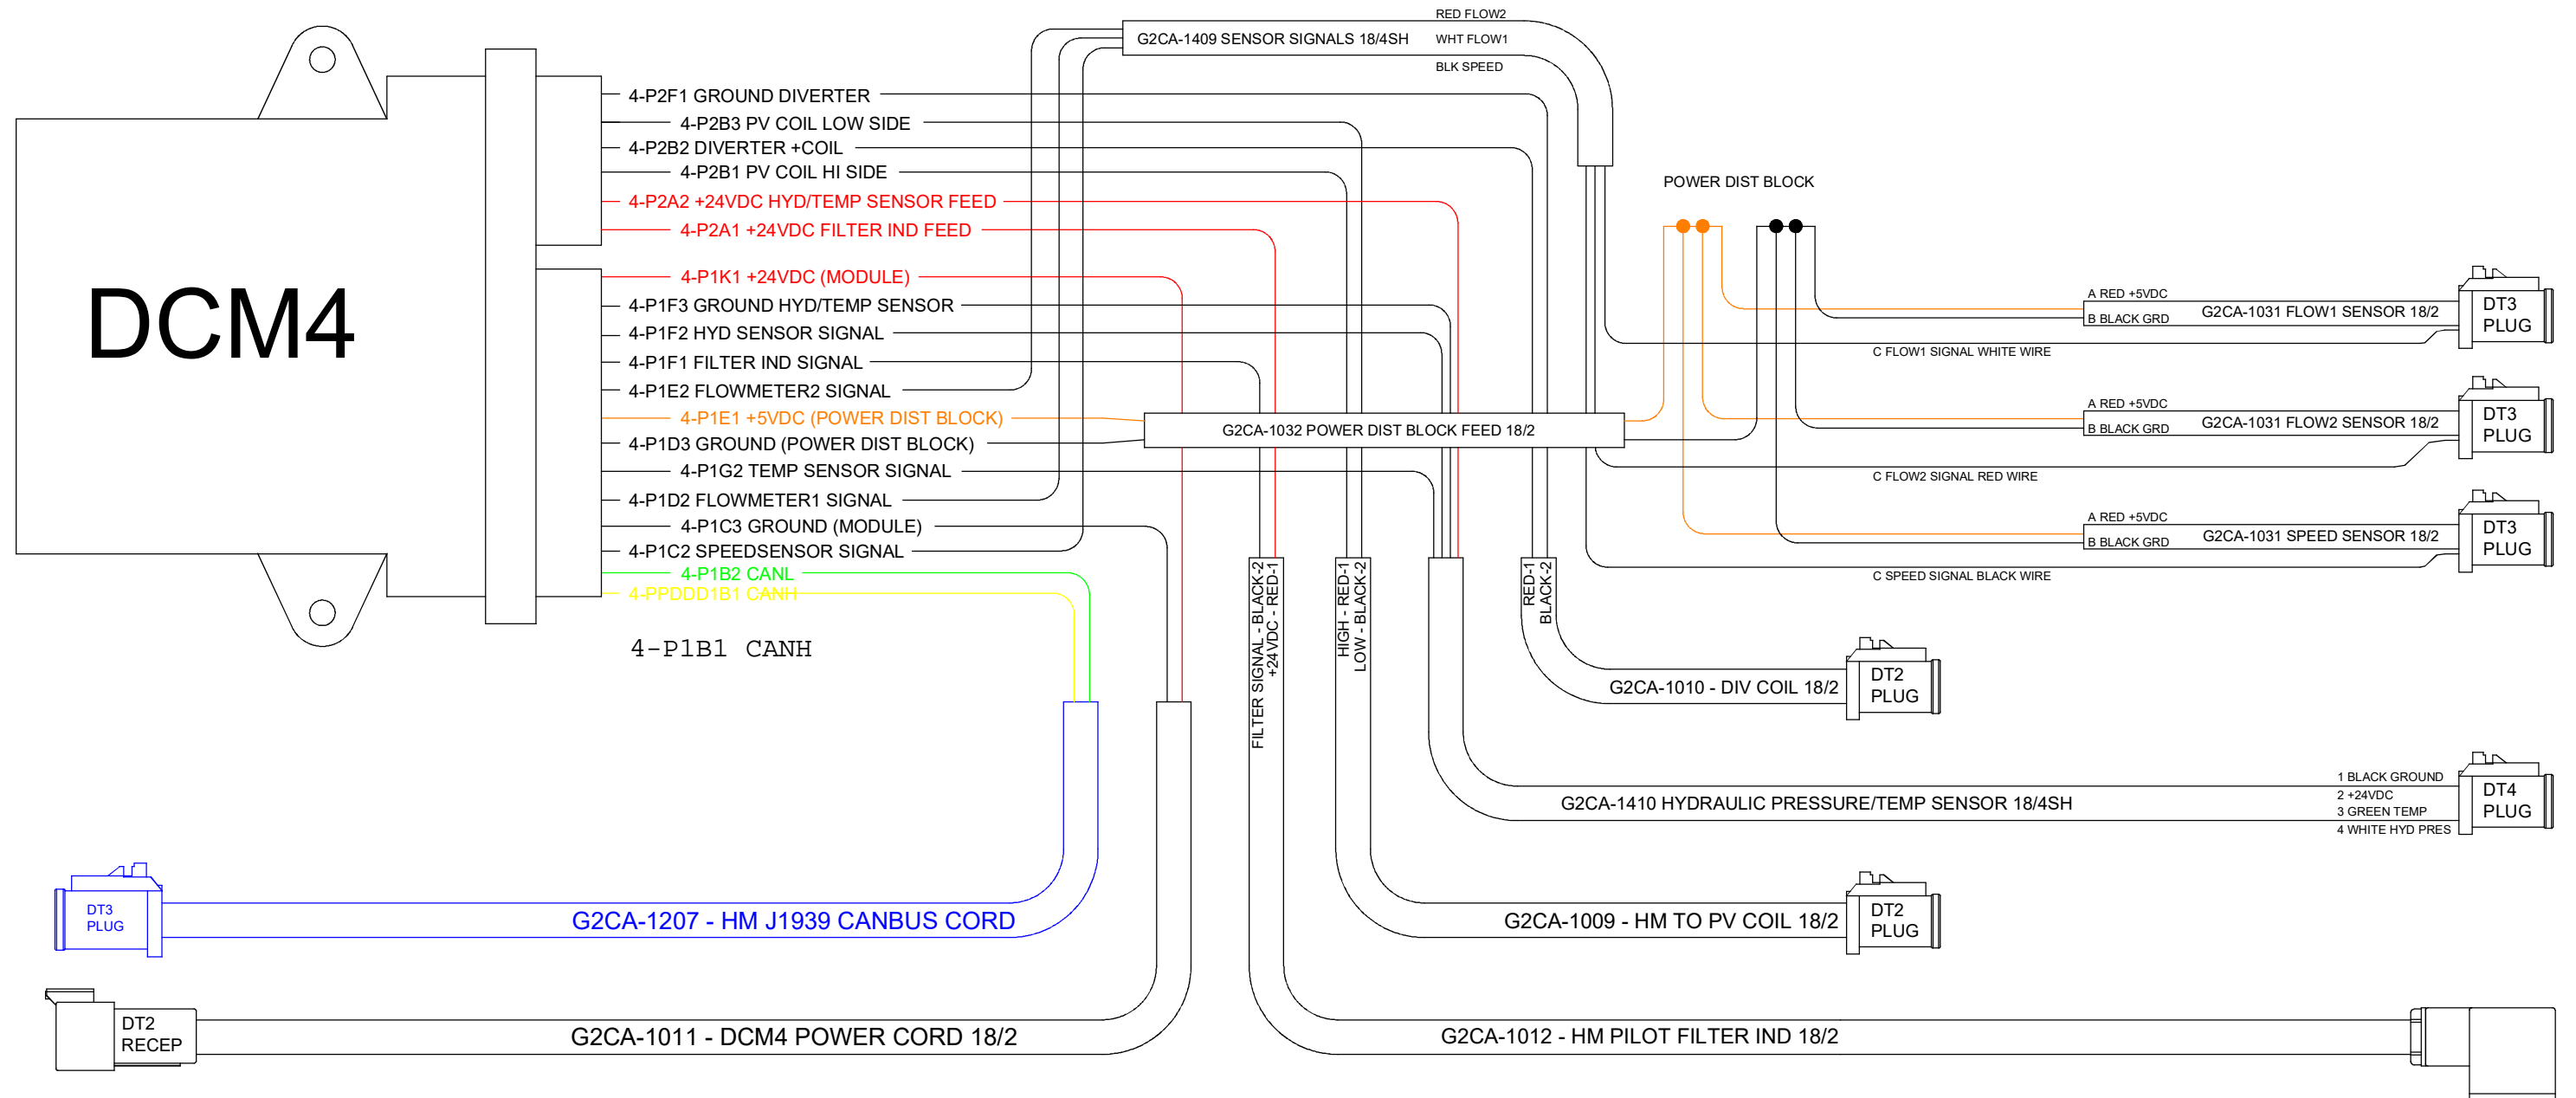 RED FLOW2
G2CA-1409 SENSOR SIGNALS 18/4SH
WHT FLOW1
BLK SPEED
DCM4
4-P2F1 GROUND DIVERTER
4-P2B3 PV COIL LOW SIDE
4-P2B2 DIVERTER +COIL
4-P2B1 PV COIL HI SIDE
4-P2A2 +24VDC HYD/TEMP SENSOR FEED
4-P2A1 +24VDC FILTER IND FEED
4-P1K1 +24VDC (MODULE)
4-P1F3 GROUND HYD/TEMP SENSOR
4-P1F2 HYD SENSOR SIGNAL
4-P1F1 FILTER IND SIGNAL
4-P1E2 FLOWMETER2 SIGNAL
4-P1E1 +5VDC (POWER DIST BLOCK)
4-P1D3 GROUND (POWER DIST BLOCK)
4-P1G2 TEMP SENSOR SIGNAL
4-P1D2 FLOWMETER1 SIGNAL
4-P1C3 GROUND (MODULE)
4-P1C2 SPEEDSENSOR SIGNAL
4-P1B2 CANL
4-PPDDD1B1 CANH
4-P1B1 CANH
G2CA-1032 POWER DIST BLOCK FEED 18/2
POWER DIST BLOCK
A RED +5VDC
B BLACK GRD
G2CA-1031 FLOW1 SENSOR 18/2
DT3
PLUG
C FLOW1 SIGNAL WHITE WIRE
A RED +5VDC
B BLACK GRD
G2CA-1031 FLOW2 SENSOR 18/2
DT3
PLUG
C FLOW2 SIGNAL RED WIRE
A RED +5VDC
B BLACK GRD
G2CA-1031 SPEED SENSOR 18/2
DT3
PLUG
C SPEED SIGNAL BLACK WIRE
FILTER SIGNAL - BLACK-2
+24VDC - RED-1
HIGH - RED-1
LOW - BLACK-2
RED-1
BLACK-2
G2CA-1010 - DIV COIL 18/2
DT2
PLUG
G2CA-1410 HYDRAULIC PRESSURE/TEMP SENSOR 18/4SH
1 BLACK GROUND
2 +24VDC
3 GREEN TEMP
4 WHITE HYD PRES
DT4
PLUG
DT3
PLUG
G2CA-1207 - HM J1939 CANBUS CORD
G2CA-1009 - HM TO PV COIL 18/2
DT2
PLUG
DT2
RECEP
G2CA-1011 - DCM4 POWER CORD 18/2
G2CA-1012 - HM PILOT FILTER IND 18/2